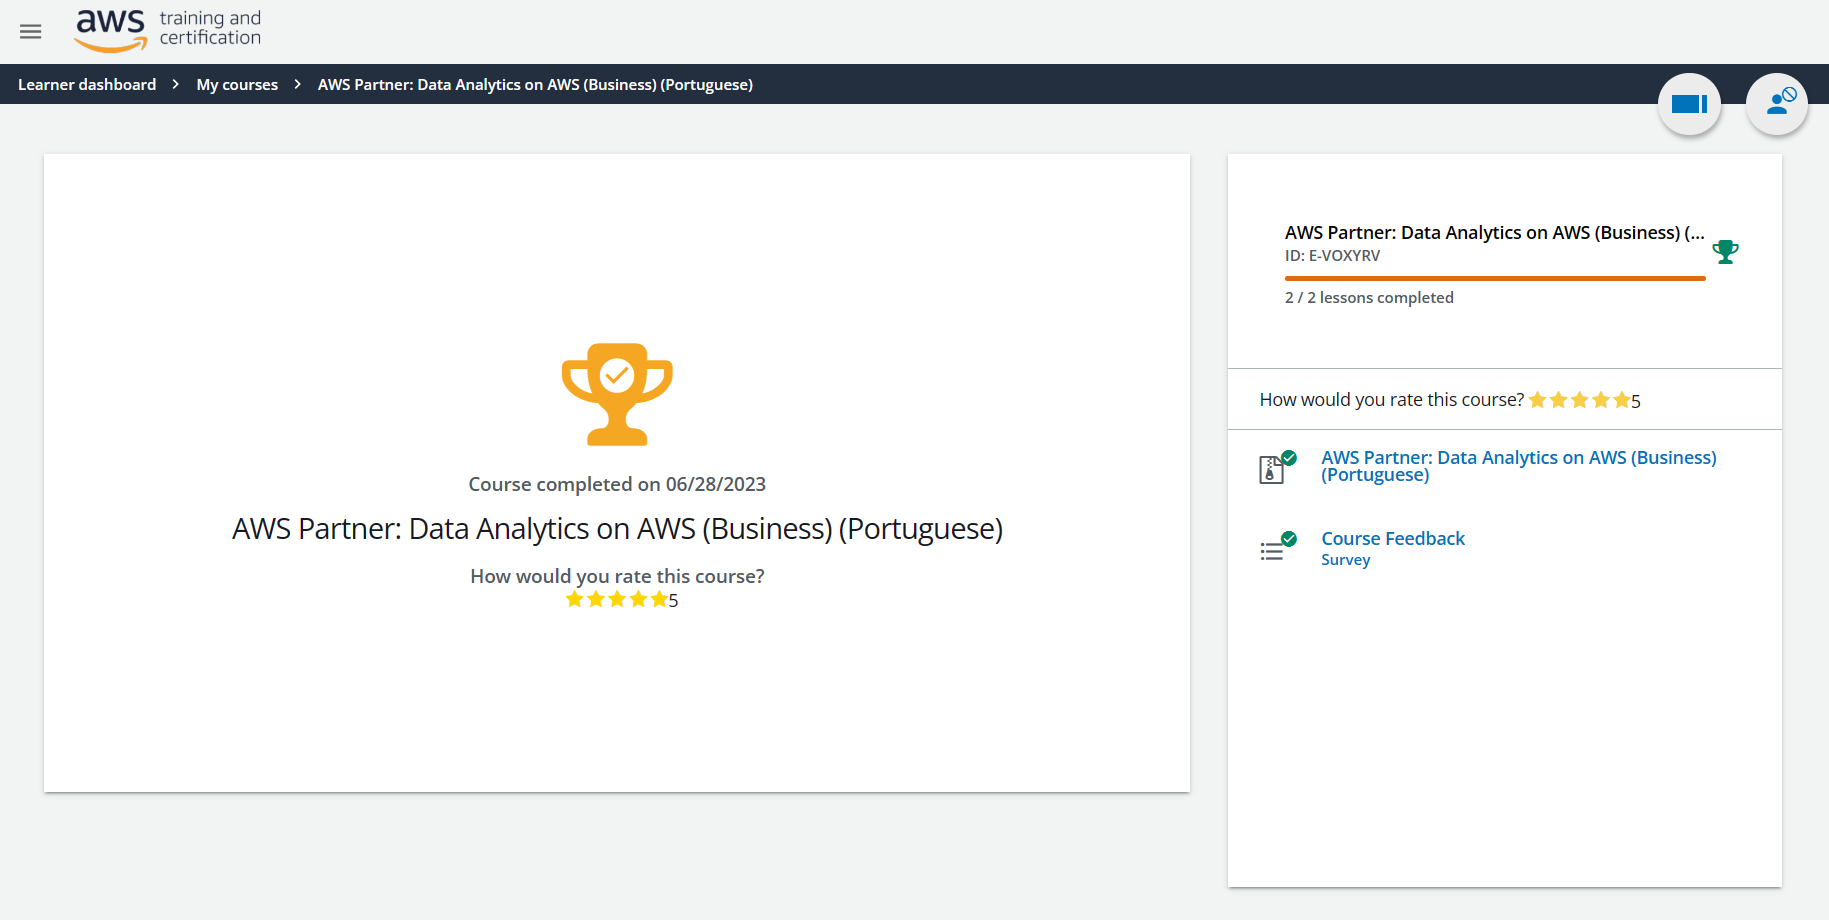 aws training and
certification
Learner dashboard > My courses > AWS Partner: Data Analytics on AWS (Business) (Portuguese)
Course completed on 06/28/2023
AWS Partner: Data Analytics on AWS (Business) (Portuguese)
How would you rate this course?
5
AWS Partner: Data Analytics on AWS (Business) (...
ID: E-VOXYRV
2 / 2 lessons completed
How would you rate this course? 5
AWS Partner: Data Analytics on AWS (Business)
(Portuguese)
Course Feedback
Survey